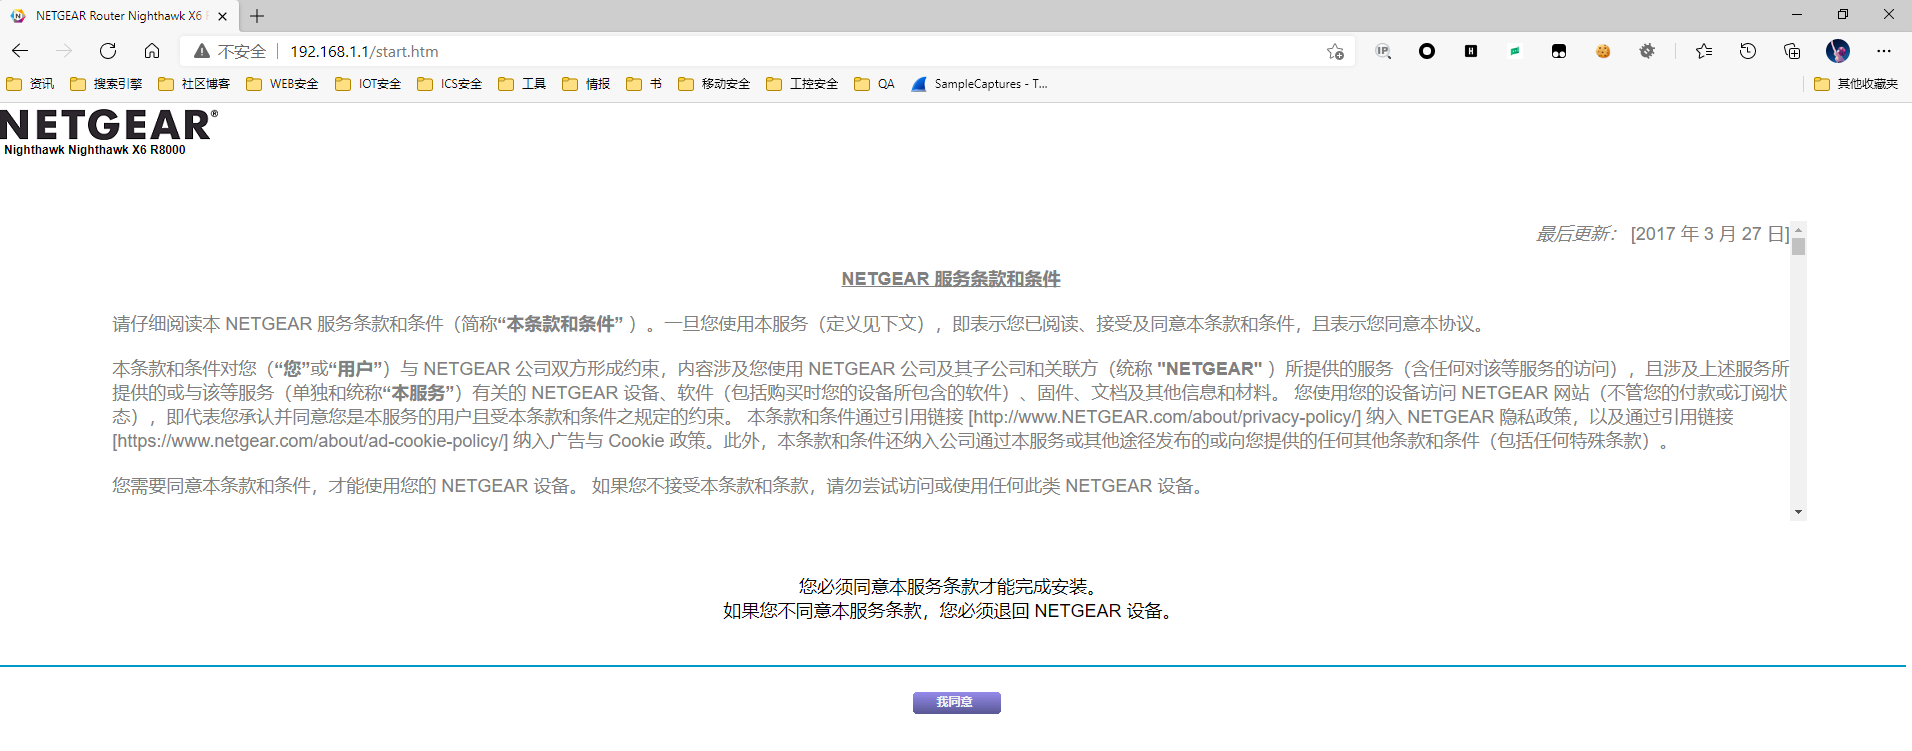 NETGEAR Router Nighthawk X6
不安全 192.168.1.1/start.htm
资讯 搜索引擎 社区博客 WEB安全 IOT安全 ICS安全 工具 情报 书 移动安全 工控安全 QA SampleCaptures - T... 其他收藏夹
NETGEAR®
Nighthawk Nighthawk X6 R8000
最后更新： [2017 年 3 月 27 日]
NETGEAR 服务条款和条件
请仔细阅读本 NETGEAR 服务条款和条件（简称“本条款和条件” ）。一旦您使用本服务（定义见下文），即表示您已阅读、接受及同意本条款和条件，且表示您同意本协议。
本条款和条件对您（“您”或“用户”）与 NETGEAR 公司双方形成约束，内容涉及您使用 NETGEAR 公司及其子公司和关联方（统称 "NETGEAR" ）所提供的服务（含任何对该等服务的访问），且涉及上述服务所
提供的或与该等服务（单独和统称“本服务”）有关的 NETGEAR 设备、软件（包括购买时您的设备所包含的软件）、固件、文档及其他信息和材料。 您使用您的设备访问 NETGEAR 网站（不管您的付款或订阅状
态），即代表您承认并同意您是本服务的用户且受本条款和条件之规定的约束。 本条款和条件通过引用链接 [http://www.NETGEAR.com/about/privacy-policy/] 纳入 NETGEAR 隐私政策，以及通过引用链接
[https://www.netgear.com/about/ad-cookie-policy/] 纳入广告与 Cookie 政策。此外，本条款和条件还纳入公司通过本服务或其他途径发布的或向您提供的任何其他条款和条件（包括任何特殊条款）。
您需要同意本条款和条件，才能使用您的 NETGEAR 设备。 如果您不接受本条款和条款，请勿尝试访问或使用任何此类 NETGEAR 设备。
您必须同意本服务条款才能完成安装。
如果您不同意本服务条款，您必须退回 NETGEAR 设备。
我同意